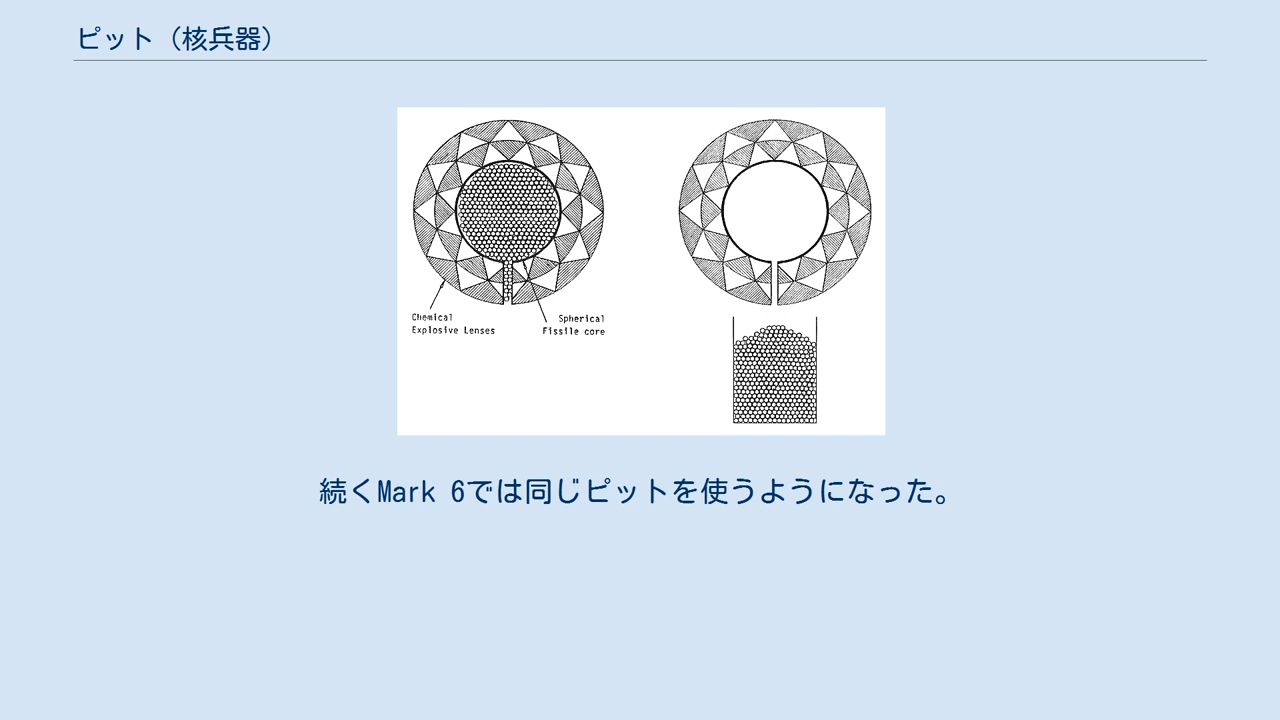 ピット（核兵器）
Chemical
Explosive Lenses
Spherical
Fissile core
続くMark 6では同じピットを使うようになった。